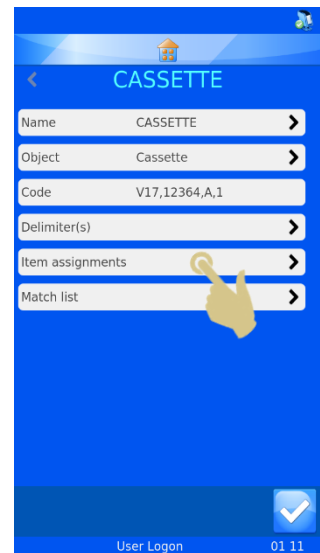 CASSETTE
Name CASSETTE
Object Cassette
Code V17,12364,A,1
Delimiter(s)
Item assignments
Match list
User Logon 01 11